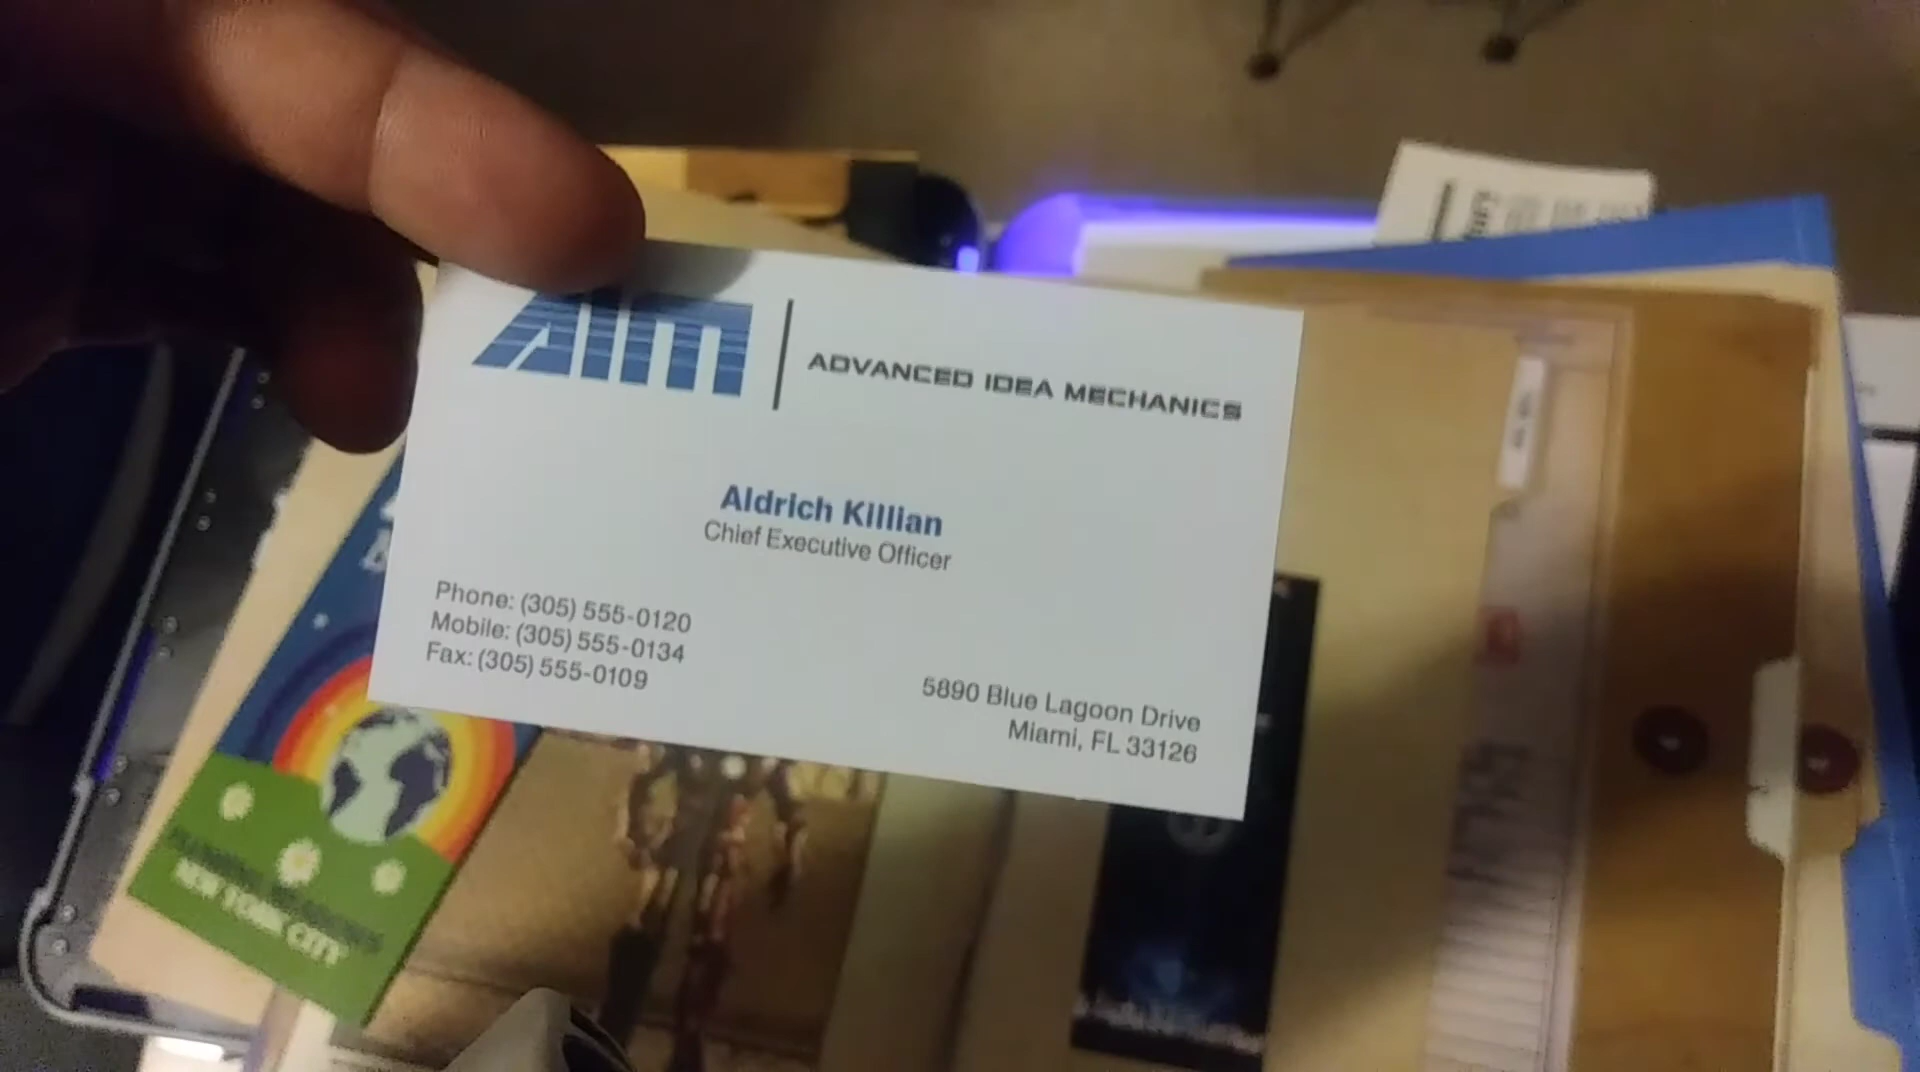 AIM
ADVANCED IDEA MECHANICS
Aldrich Killian
Chief Executive Officer
Phone: (305) 555-0120
Mobile: (305) 555-0134
Fax: (305) 555-0109
5890 Blue Lagoon Drive
Miami, FL 33126
NEW YORK CITY